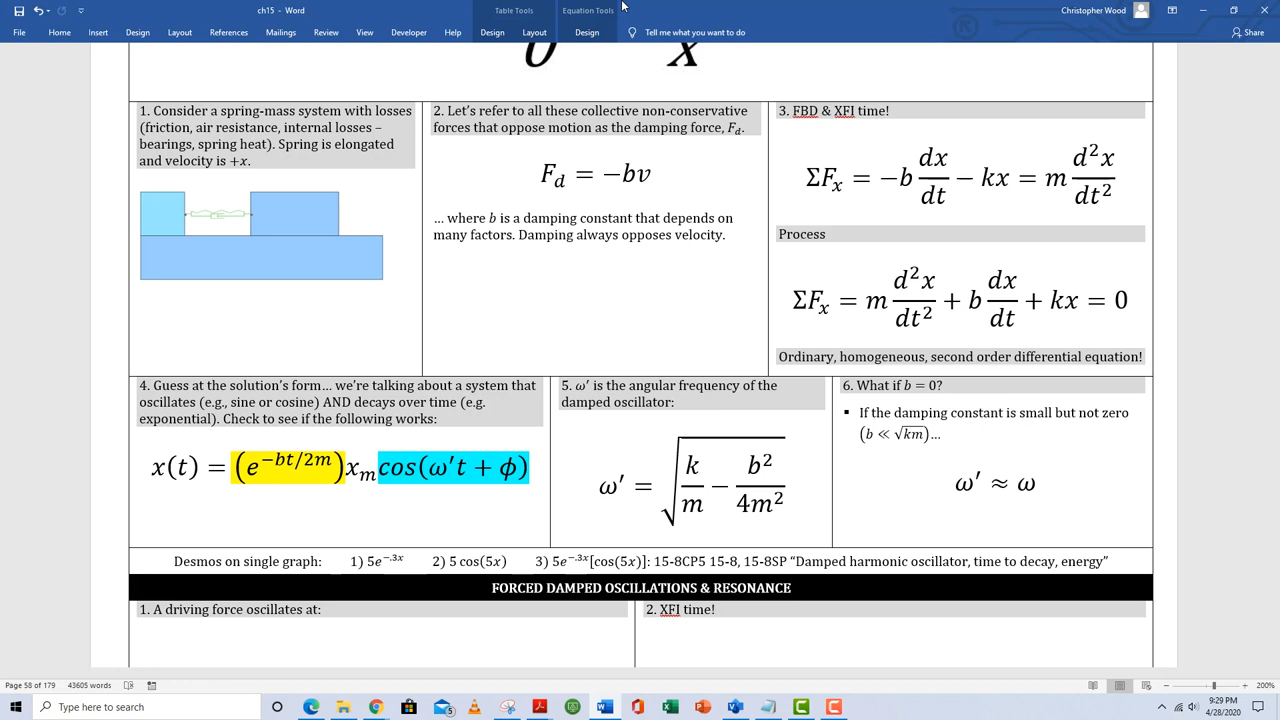 ch15 - Word
Table Tools
Equation Tools
Christopher Wood
File Home Insert Design Layout References Mailings Review View Developer Help Design Layout Design Tell me what you want to do Share
θ x
1. Consider a spring-mass system with losses
(friction, air resistance, internal losses –
bearings, spring heat). Spring is elongated
and velocity is +x.
2. Let's refer to all these collective non-conservative
forces that oppose motion as the damping force, F_d.
F_d = −bv
… where b is a damping constant that depends on
many factors. Damping always opposes velocity.
3. FBD & XFI time!
ΣF_x = −b dx/dt − kx = m d²x/dt²
Process
ΣF_x = m d²x/dt² + b dx/dt + kx = 0
Ordinary, homogeneous, second order differential equation!
4. Guess at the solution's form… we're talking about a system that
oscillates (e.g., sine or cosine) AND decays over time (e.g.
exponential). Check to see if the following works:
x(t) = (e^{−bt/2m})x_m cos(ω′t + ϕ)
5. ω′ is the angular frequency of the
damped oscillator:
ω′ = √(k/m − b²/4m²)
6. What if b = 0?
▪ If the damping constant is small but not zero
(b ≪ √km)…
ω′ ≈ ω
Desmos on single graph: 1) 5e^{−.3x} 2) 5 cos(5x) 3) 5e^{−.3x}[cos(5x)]: 15-8CP5 15-8, 15-8SP “Damped harmonic oscillator, time to decay, energy”
FORCED DAMPED OSCILLATIONS & RESONANCE
1. A driving force oscillates at:
2. XFI time!
Page 58 of 179 43605 words
200%
Type here to search
9:29 PM
4/28/2020